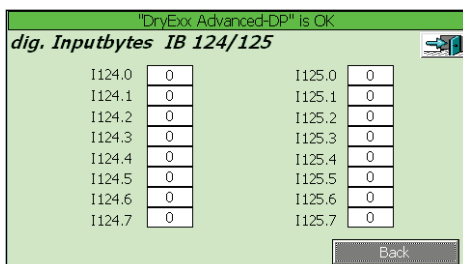 "DryExx Advanced-DP" is OK
dig. Inputbytes IB 124/125
I124.0 0 I125.0 0
I124.1 0 I125.1 0
I124.2 0 I125.2 0
I124.3 0 I125.3 0
I124.4 0 I125.4 0
I124.5 0 I125.5 0
I124.6 0 I125.6 0
I124.7 0 I125.7 0
Back